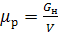 μр = Gн / V